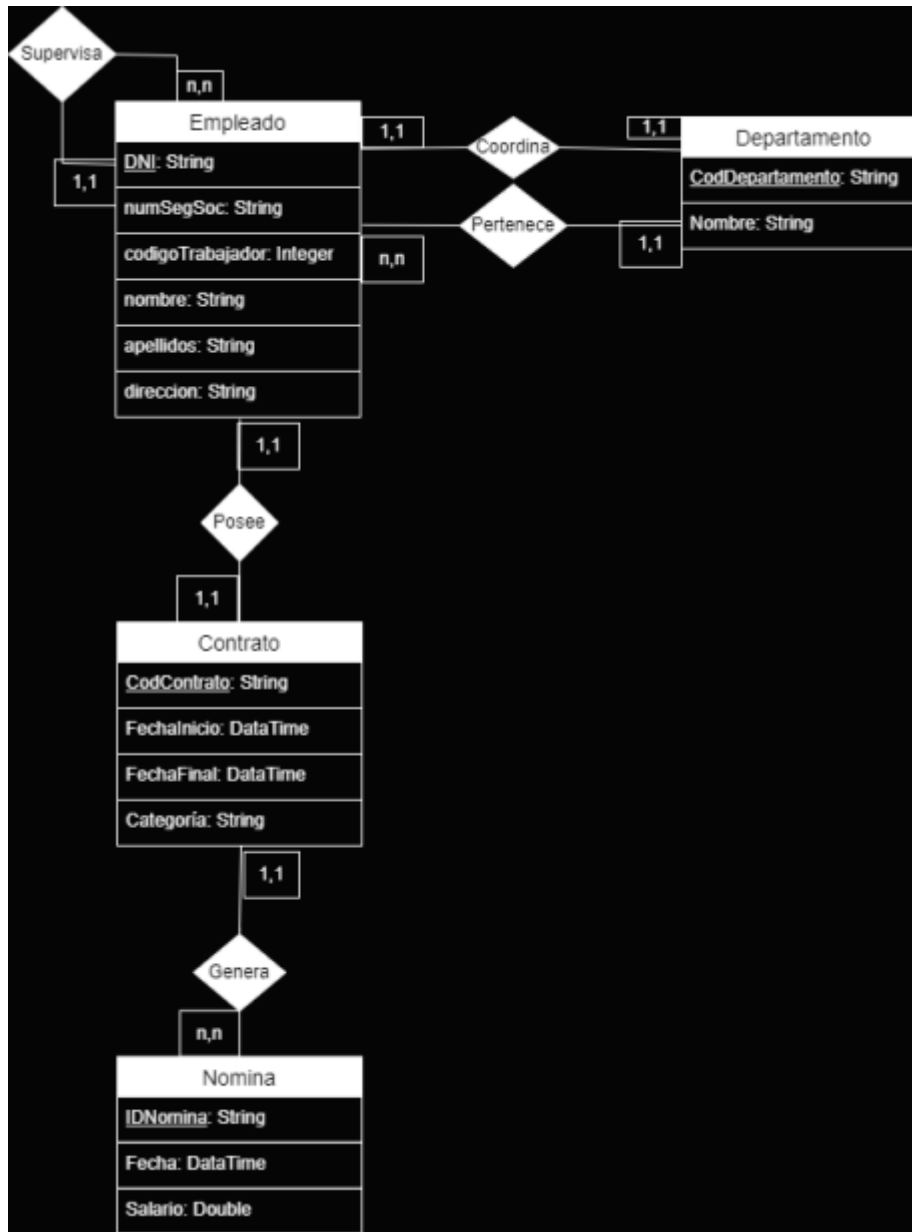 Supervisa
n,n
Empleado
1,1
Coordina
1,1
Departamento
DNI: String
1,1
CodDepartamento: String
numSegSoc: String
Pertenece
Nombre: String
codigoTrabajador: Integer
n,n
1,1
nombre: String
apellidos: String
direccion: String
1,1
Posee
1,1
Contrato
CodContrato: String
FechaInicio: DataTime
FechaFinal: DataTime
Categoría: String
1,1
Genera
n,n
Nomina
IDNomina: String
Fecha: DataTime
Salario: Double